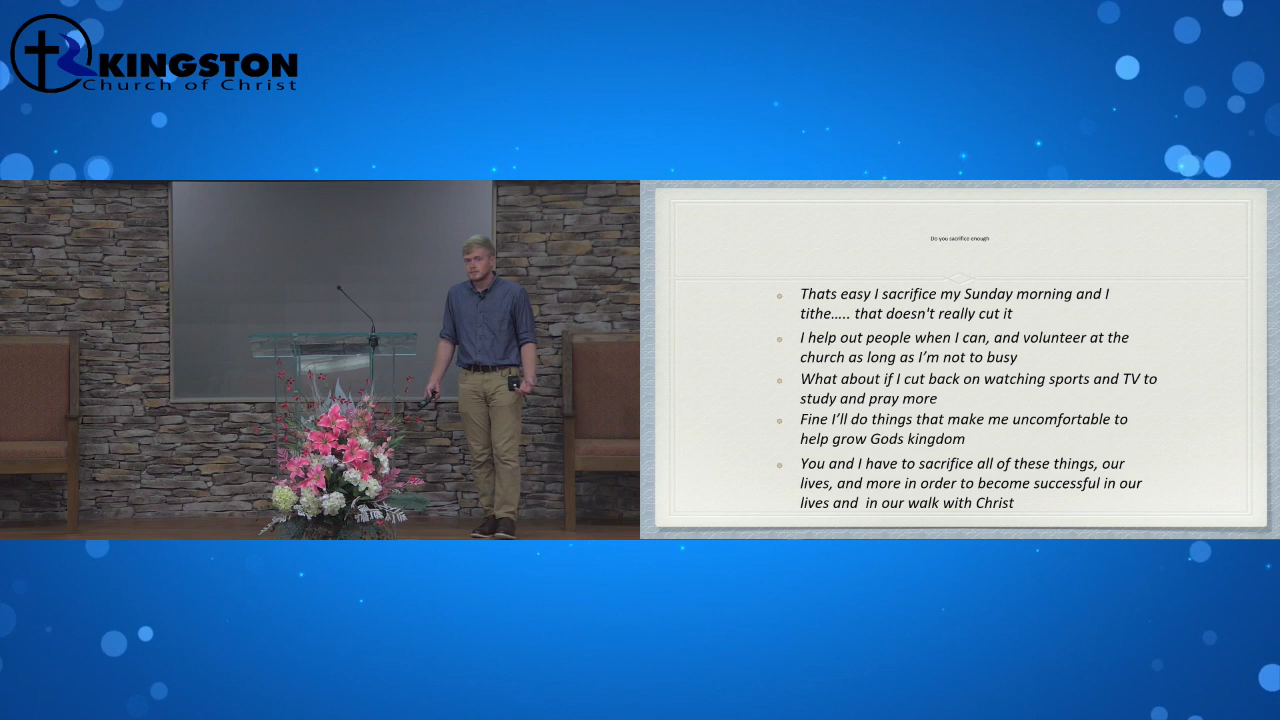 KINGSTON
Church of Christ
Do you sacrifice enough
Thats easy I sacrifice my Sunday morning and I
tithe..... that doesn't really cut it
I help out people when I can, and volunteer at the
church as long as I'm not to busy
What about if I cut back on watching sports and TV to
study and pray more
Fine I'll do things that make me uncomfortable to
help grow Gods kingdom
You and I have to sacrifice all of these things, our
lives, and more in order to become successful in our
lives and  in our walk with Christ